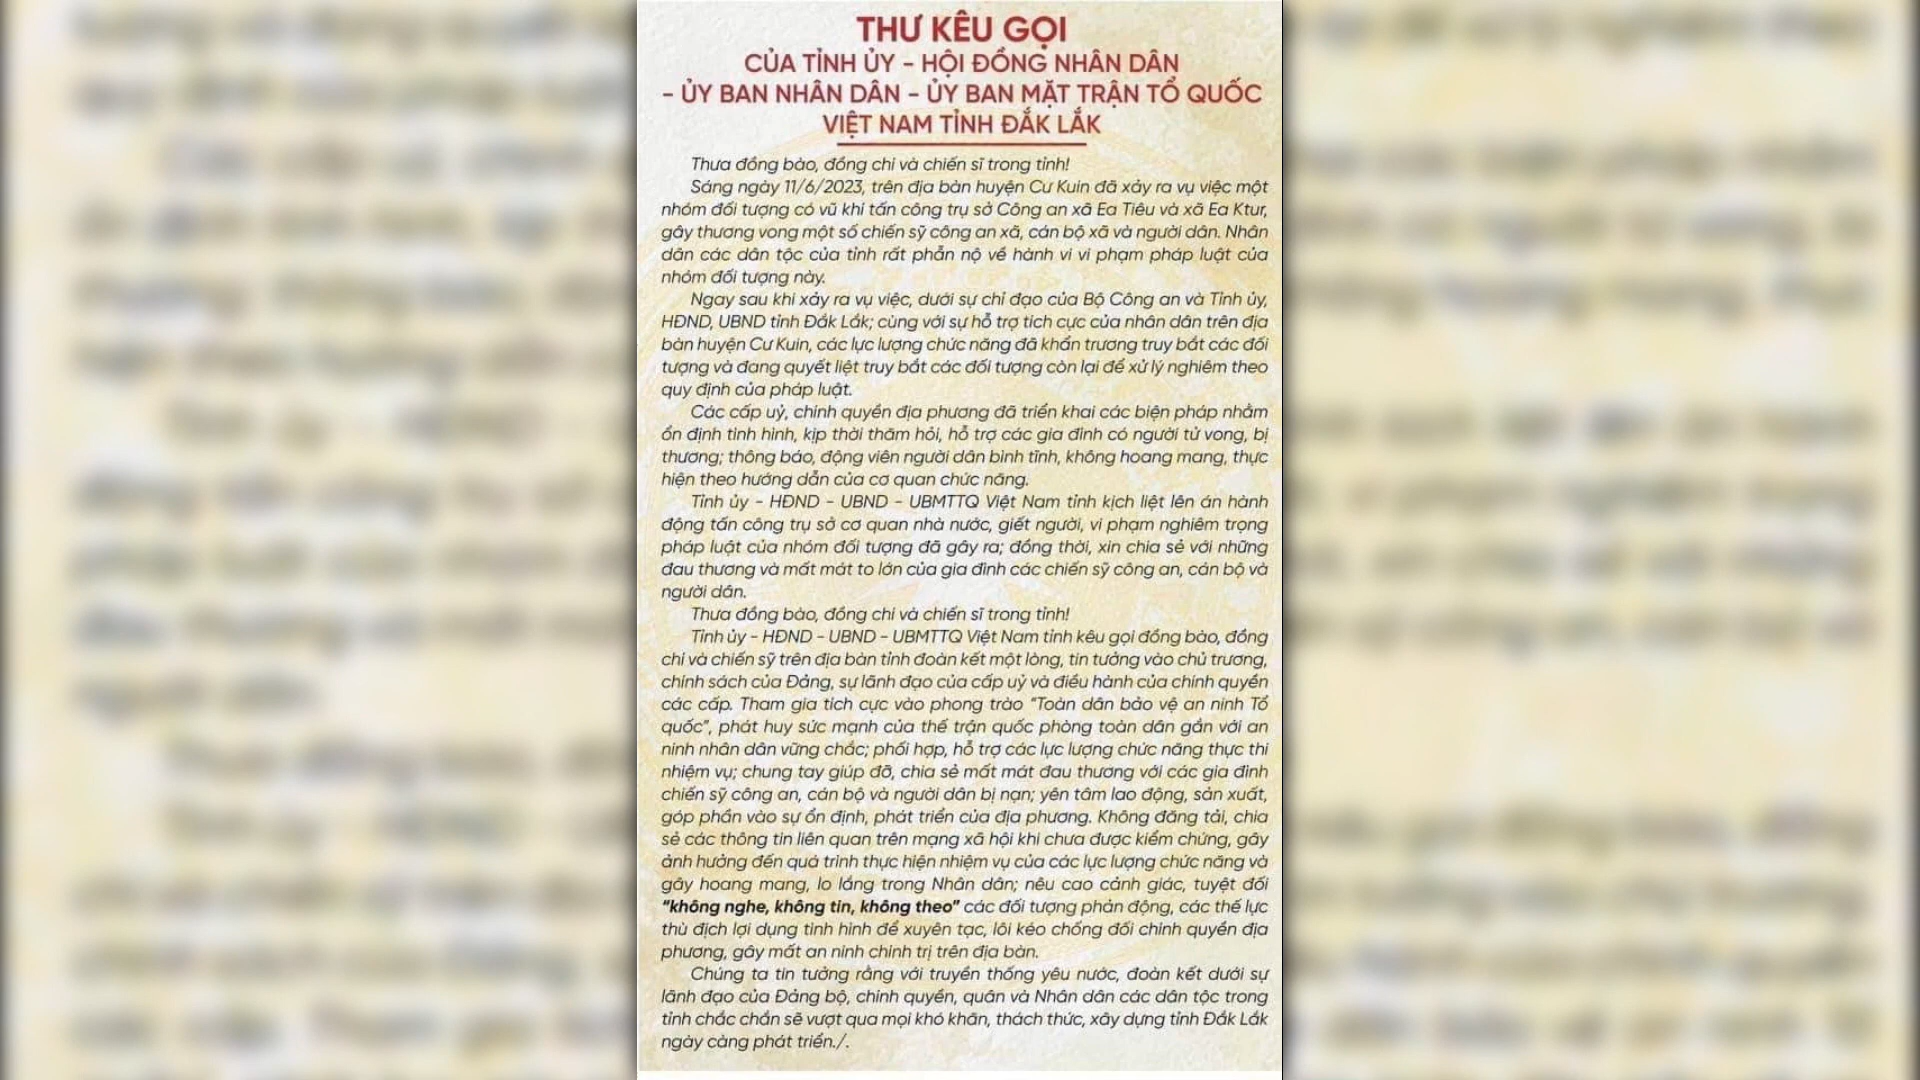 THƯ KÊU GỌI
CỦA TỈNH ỦY - HỘI ĐỒNG NHÂN DÂN
- ỦY BAN NHÂN DÂN - ỦY BAN MẶT TRẬN TỔ QUỐC
VIỆT NAM TỈNH ĐẮK LẮK
Thưa đồng bào, đồng chí và chiến sĩ trong tỉnh!
Sáng ngày 11/6/2023, trên địa bàn huyện Cư Kuin đã xảy ra vụ việc một
nhóm đối tượng có vũ khí tấn công trụ sở Công an xã Ea Tiêu và xã Ea Ktur,
gây thương vong một số chiến sỹ công an xã, cán bộ xã và người dân. Nhân
dân các dân tộc của tỉnh rất phẫn nộ về hành vi vi phạm pháp luật của
nhóm đối tượng này.
Ngay sau khi xảy ra vụ việc, dưới sự chỉ đạo của Bộ Công an và Tỉnh ủy,
HĐND, UBND tỉnh Đắk Lắk; cùng với sự hỗ trợ tích cực của nhân dân trên địa
bàn huyện Cư Kuin, các lực lượng chức năng đã khẩn trương truy bắt các đối
tượng và đang quyết liệt truy bắt các đối tượng còn lại để xử lý nghiêm theo
quy định của pháp luật.
Các cấp uỷ, chính quyền địa phương đã triển khai các biện pháp nhằm
ổn định tình hình, kịp thời thăm hỏi, hỗ trợ các gia đình có người tử vong, bị
thương; thông báo, động viên người dân bình tĩnh, không hoang mang, thực
hiện theo hướng dẫn của cơ quan chức năng.
Tỉnh ủy - HĐND - UBND - UBMTTQ Việt Nam tỉnh kịch liệt lên án hành
động tấn công trụ sở cơ quan nhà nước, giết người, vi phạm nghiêm trọng
pháp luật của nhóm đối tượng đã gây ra; đồng thời, xin chia sẻ với những
đau thương và mất mát to lớn của gia đình các chiến sỹ công an, cán bộ và
người dân.
Thưa đồng bào, đồng chí và chiến sĩ trong tỉnh!
Tỉnh ủy - HĐND - UBND - UBMTTQ Việt Nam tỉnh kêu gọi đồng bào, đồng
chí và chiến sỹ trên địa bàn tỉnh đoàn kết một lòng, tin tưởng vào chủ trương,
chính sách của Đảng, sự lãnh đạo của cấp uỷ và điều hành của chính quyền
các cấp. Tham gia tích cực vào phong trào “Toàn dân bảo vệ an ninh Tổ
quốc”, phát huy sức mạnh của thế trận quốc phòng toàn dân gắn với an
ninh nhân dân vững chắc; phối hợp, hỗ trợ các lực lượng chức năng thực thi
nhiệm vụ; chung tay giúp đỡ, chia sẻ mất mát đau thương với các gia đình
chiến sỹ công an, cán bộ và người dân bị nạn; yên tâm lao động, sản xuất,
góp phần vào sự ổn định, phát triển của địa phương. Không đăng tải, chia
sẻ các thông tin liên quan trên mạng xã hội khi chưa được kiểm chứng, gây
ảnh hưởng đến quá trình thực hiện nhiệm vụ của các lực lượng chức năng và
gây hoang mang, lo lắng trong Nhân dân; nêu cao cảnh giác, tuyệt đối
“không nghe, không tin, không theo” các đối tượng phản động, các thế lực
thù địch lợi dụng tình hình để xuyên tạc, lôi kéo chống đối chính quyền địa
phương, gây mất an ninh chính trị trên địa bàn.
Chúng ta tin tưởng rằng với truyền thống yêu nước, đoàn kết dưới sự
lãnh đạo của Đảng bộ, chính quyền, quân và Nhân dân các dân tộc trong
tỉnh chắc chắn sẽ vượt qua mọi khó khăn, thách thức, xây dựng tỉnh Đắk Lắk
ngày càng phát triển./.